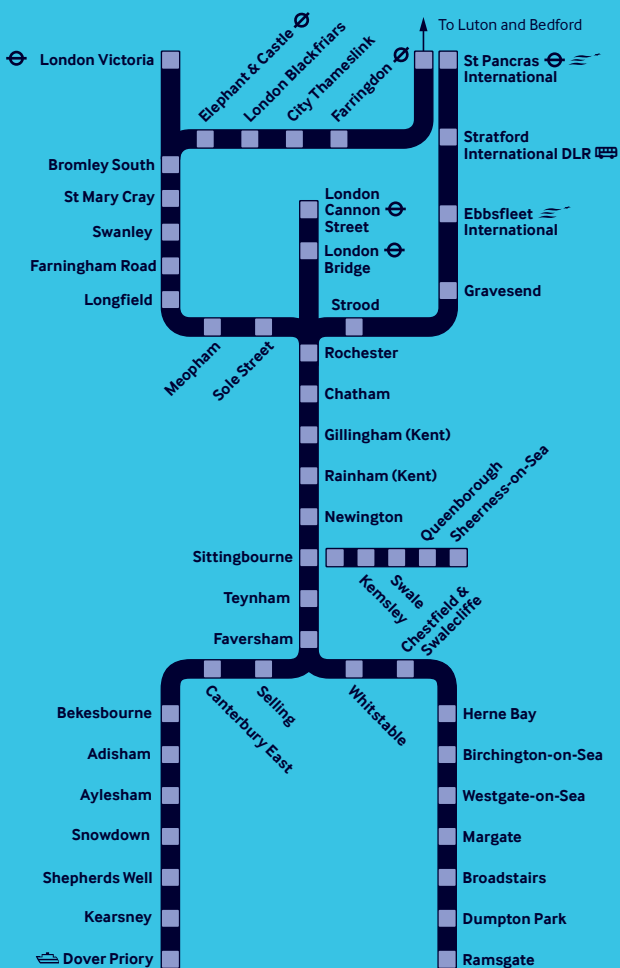 To Luton and Bedford
London Victoria
Elephant & Castle
London Blackfriars
City Thameslink
Farringdon
St Pancras
International
Stratford
International DLR
Bromley South
St Mary Cray
Swanley
Farningham Road
Longfield
London
Cannon
Street
London
Bridge
Ebbsfleet
International
Gravesend
Strood
Meopham
Sole Street
Rochester
Chatham
Gillingham (Kent)
Rainham (Kent)
Newington
Sittingbourne
Kemsley
Swale
Queenborough
Sheerness-on-Sea
Teynham
Faversham
Chestfield &
Swalecliffe
Whitstable
Selling
Canterbury East
Bekesbourne
Adisham
Aylesham
Snowdown
Shepherds Well
Kearsney
Dover Priory
Herne Bay
Birchington-on-Sea
Westgate-on-Sea
Margate
Broadstairs
Dumpton Park
Ramsgate